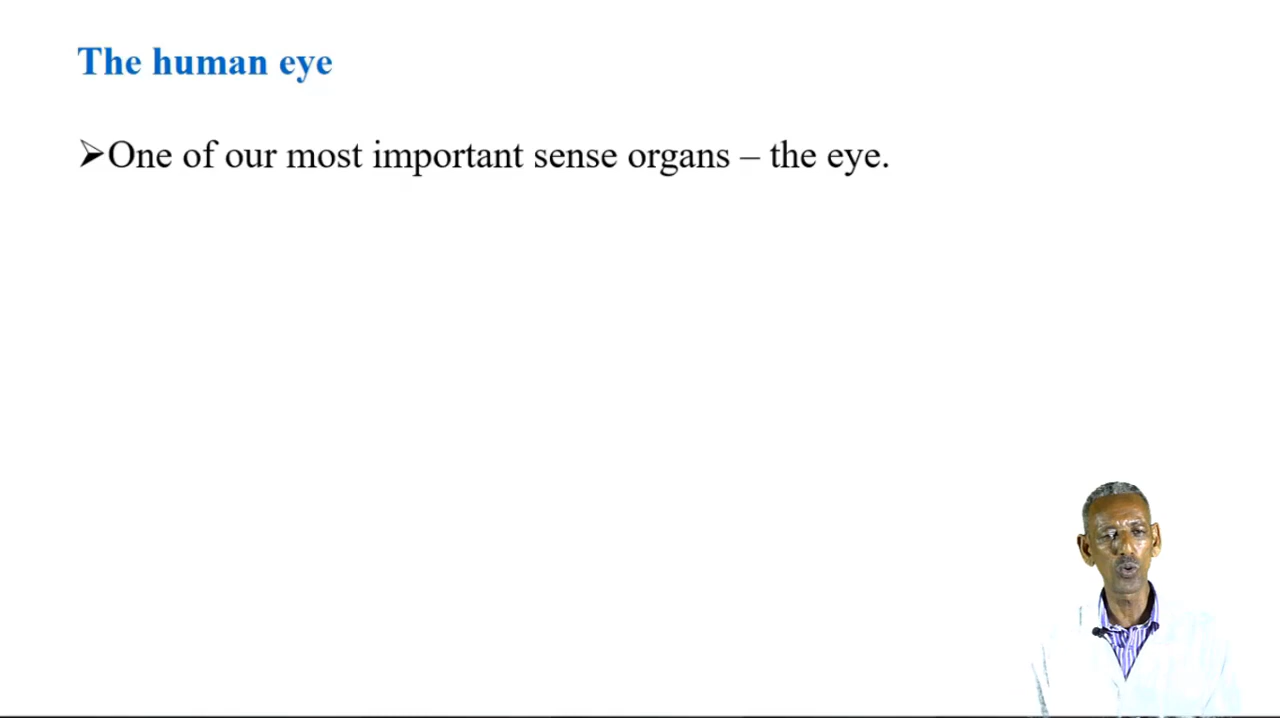 The human eye
➢One of our most important sense organs – the eye.